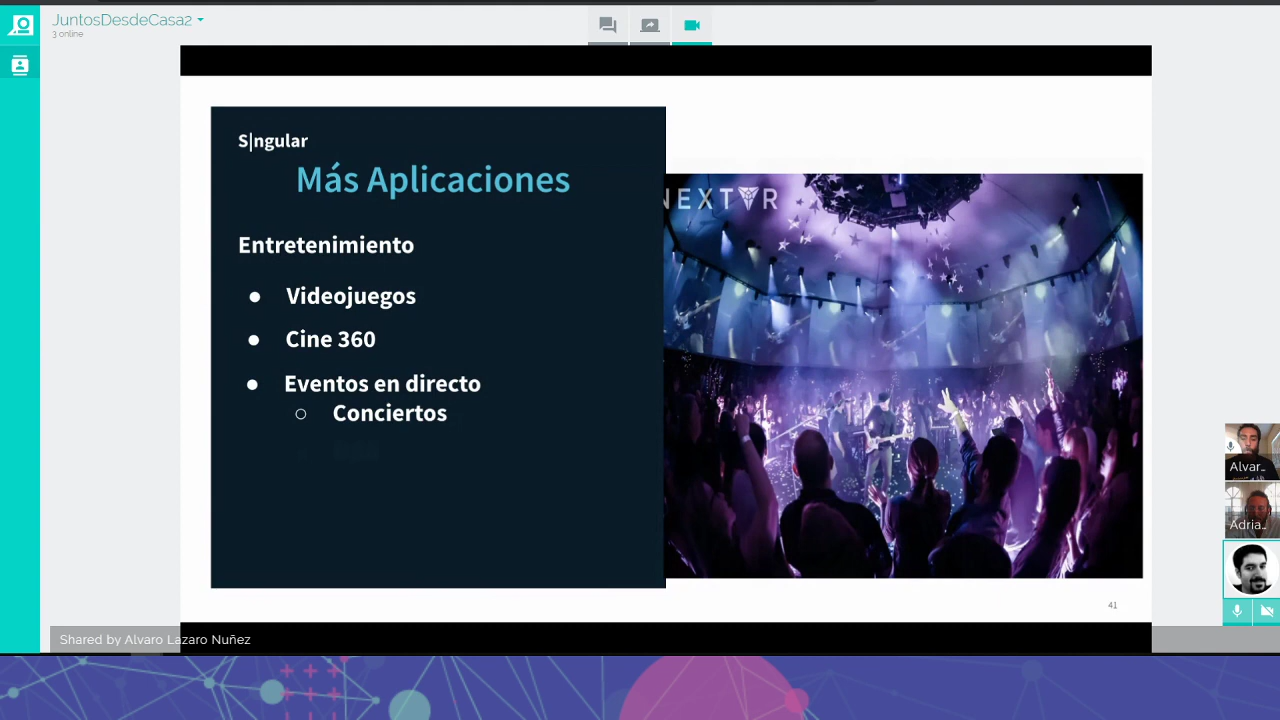 JuntosDesdeCasa2
3 online
S|ngular
Más Aplicaciones
Entretenimiento
● Videojuegos
● Cine 360
● Eventos en directo
○ Conciertos
NEXTVR
41
Alvar...
Adria...
Shared by Alvaro Lazaro Nuñez